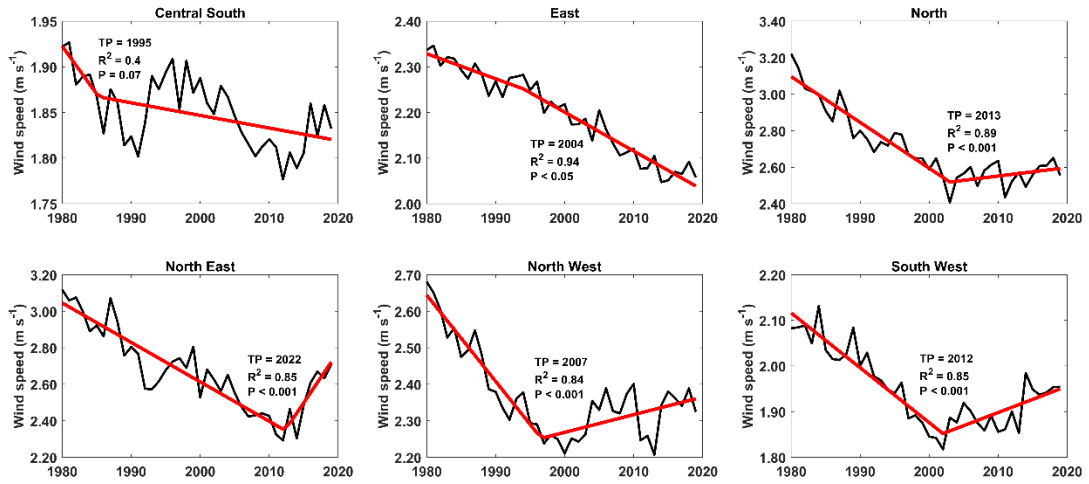 Central South
Wind speed (m s⁻¹)
1.95
1.90
1.85
1.80
1.75
TP = 1995
R² = 0.4
P = 0.07
1980 1990 2000 2010 2020
East
Wind speed (m s⁻¹)
2.40
2.30
2.20
2.10
2.00
TP = 2004
R² = 0.94
P < 0.05
1980 1990 2000 2010 2020
North
Wind speed (m s⁻¹)
3.40
3.20
3.00
2.80
2.60
2.40
TP = 2013
R² = 0.89
P < 0.001
1980 1990 2000 2010 2020
North East
Wind speed (m s⁻¹)
3.20
3.00
2.80
2.60
2.40
2.20
TP = 2022
R² = 0.85
P < 0.001
1980 1990 2000 2010 2020
North West
Wind speed (m s⁻¹)
2.70
2.60
2.50
2.40
2.30
2.20
TP = 2007
R² = 0.84
P < 0.001
1980 1990 2000 2010 2020
South West
Wind speed (m s⁻¹)
2.20
2.10
2.00
1.90
1.80
TP = 2012
R² = 0.85
P < 0.001
1980 1990 2000 2010 2020